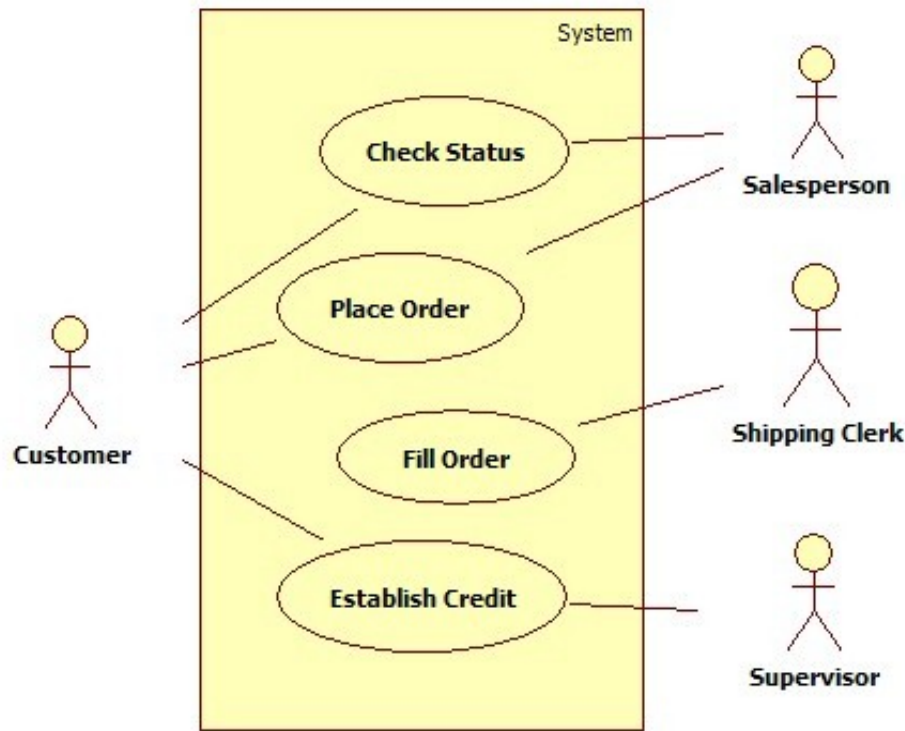 System
Check Status
Salesperson
Place Order
Customer
Shipping Clerk
Fill Order
Establish Credit
Supervisor